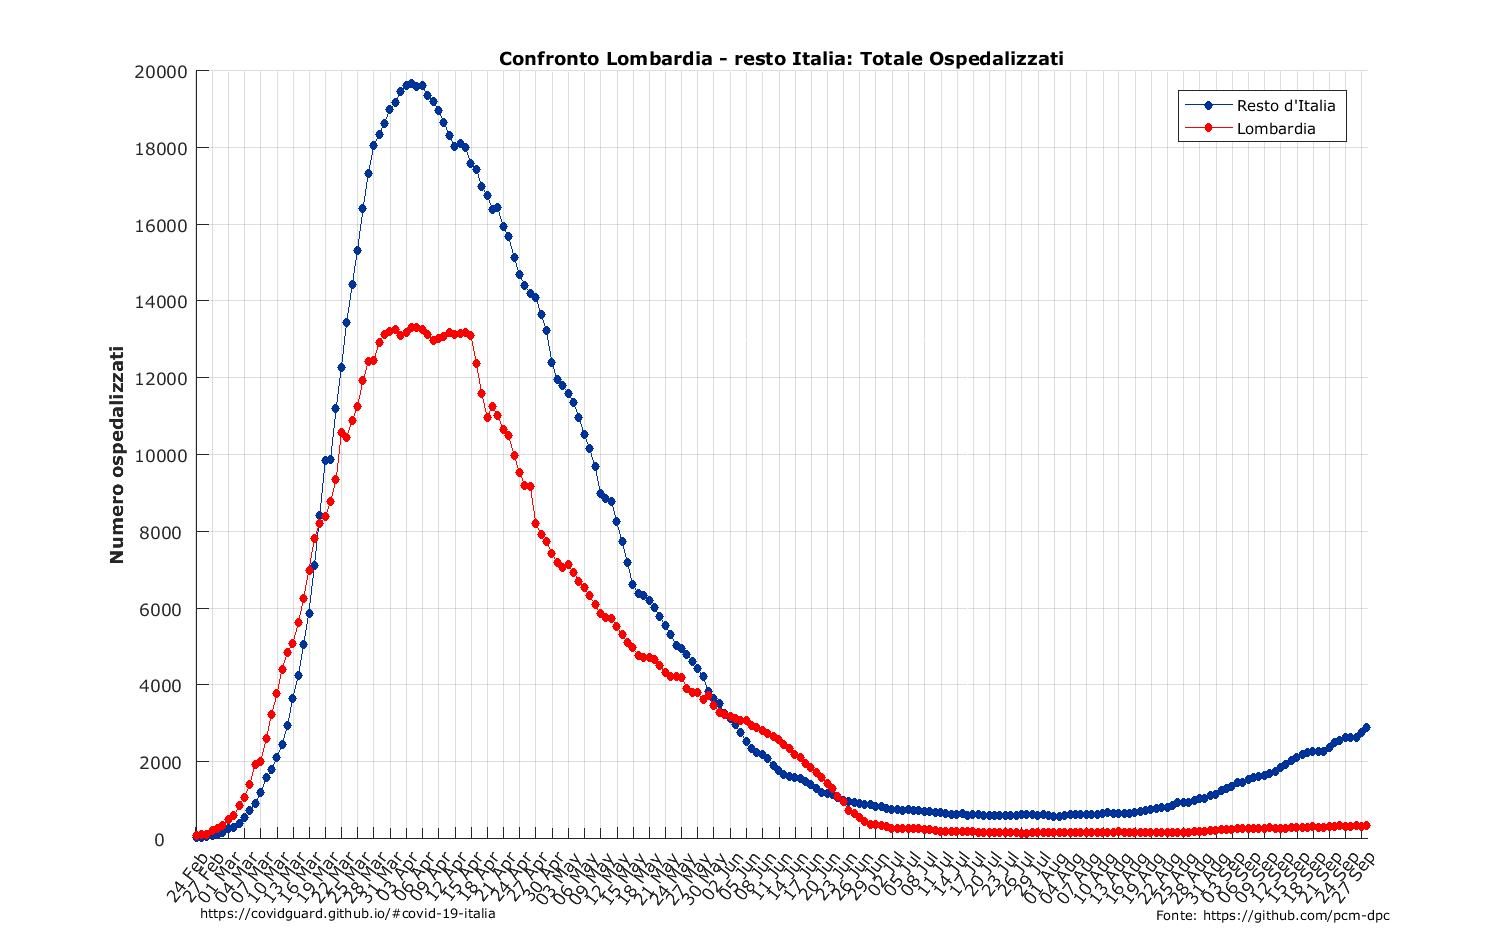 Confronto Lombardia - resto Italia: Totale Ospedalizzati
Resto d'Italia
Lombardia
Numero ospedalizzati
20000
18000
16000
14000
12000
10000
8000
6000
4000
2000
0
24 Feb
27 Feb
01 Mar
04 Mar
07 Mar
10 Mar
13 Mar
16 Mar
19 Mar
22 Mar
25 Mar
28 Mar
31 Mar
03 Apr
06 Apr
09 Apr
12 Apr
15 Apr
18 Apr
21 Apr
24 Apr
27 Apr
30 Apr
03 May
06 May
09 May
12 May
15 May
18 May
21 May
24 May
27 May
30 May
02 Jun
05 Jun
08 Jun
11 Jun
14 Jun
17 Jun
20 Jun
23 Jun
26 Jun
29 Jun
02 Jul
05 Jul
08 Jul
11 Jul
14 Jul
17 Jul
20 Jul
23 Jul
26 Jul
29 Jul
01 Aug
04 Aug
07 Aug
10 Aug
13 Aug
16 Aug
19 Aug
22 Aug
25 Aug
28 Aug
31 Aug
03 Sep
06 Sep
09 Sep
12 Sep
15 Sep
18 Sep
21 Sep
24 Sep
27 Sep
https://covidguard.github.io/#covid-19-italia
Fonte: https://github.com/pcm-dpc